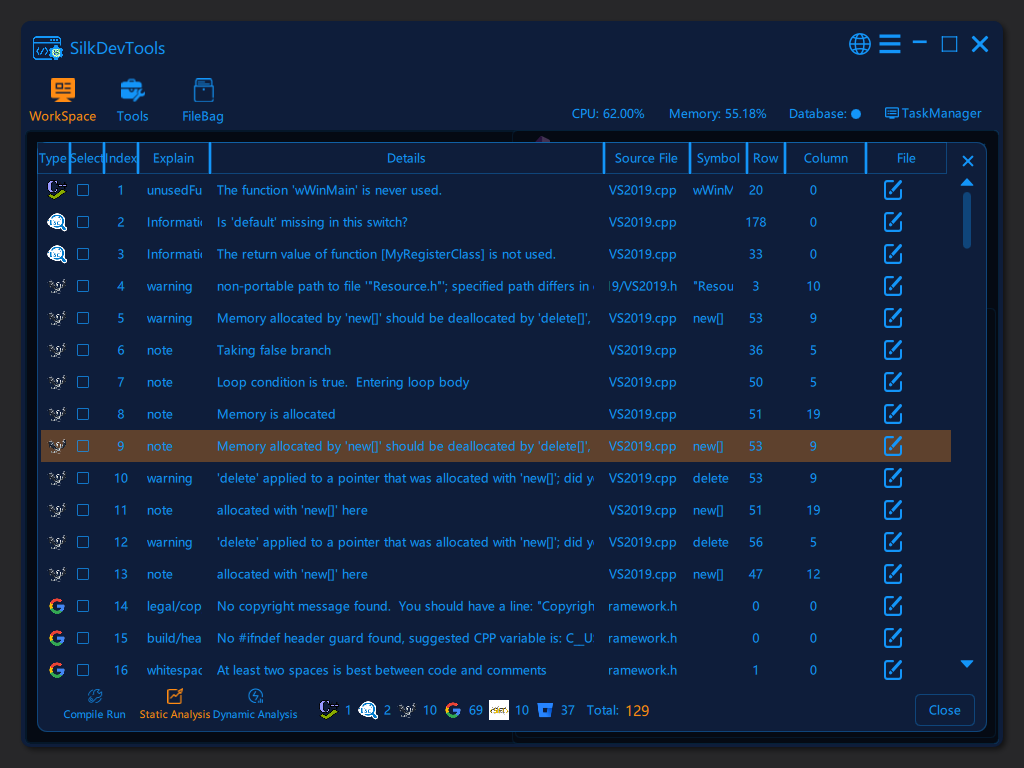 SilkDevTools
WorkSpace Tools FileBag
CPU: 62.00% Memory: 55.18% Database: TaskManager
Type Select Index Explain Details Source File Symbol Row Column File
1 unusedFu The function 'wWinMain' is never used. VS2019.cpp wWinM 20 0
2 Informati Is 'default' missing in this switch? VS2019.cpp 178 0
3 Informati The return value of function [MyRegisterClass] is not used. VS2019.cpp 33 0
4 warning non-portable path to file '"Resource.h"'; specified path differs in 9/VS2019.h "Resou 3 10
5 warning Memory allocated by 'new[]' should be deallocated by 'delete[]', VS2019.cpp new[] 53 9
6 note Taking false branch VS2019.cpp 36 5
7 note Loop condition is true.  Entering loop body VS2019.cpp 50 5
8 note Memory is allocated VS2019.cpp 51 19
9 note Memory allocated by 'new[]' should be deallocated by 'delete[]', VS2019.cpp new[] 53 9
10 warning 'delete' applied to a pointer that was allocated with 'new[]'; did y VS2019.cpp delete 53 9
11 note allocated with 'new[]' here VS2019.cpp new[] 51 19
12 warning 'delete' applied to a pointer that was allocated with 'new[]'; did y VS2019.cpp delete 56 5
13 note allocated with 'new[]' here VS2019.cpp new[] 47 12
14 legal/cop No copyright message found.  You should have a line: "Copyrigh ramework.h 0 0
15 build/hea No #ifndef header guard found, suggested CPP variable is: C__U ramework.h 0 0
16 whitespac At least two spaces is best between code and comments ramework.h 1 0
Compile Run Static Analysis Dynamic Analysis 1 2 10 69 10 37 Total: 129 Close